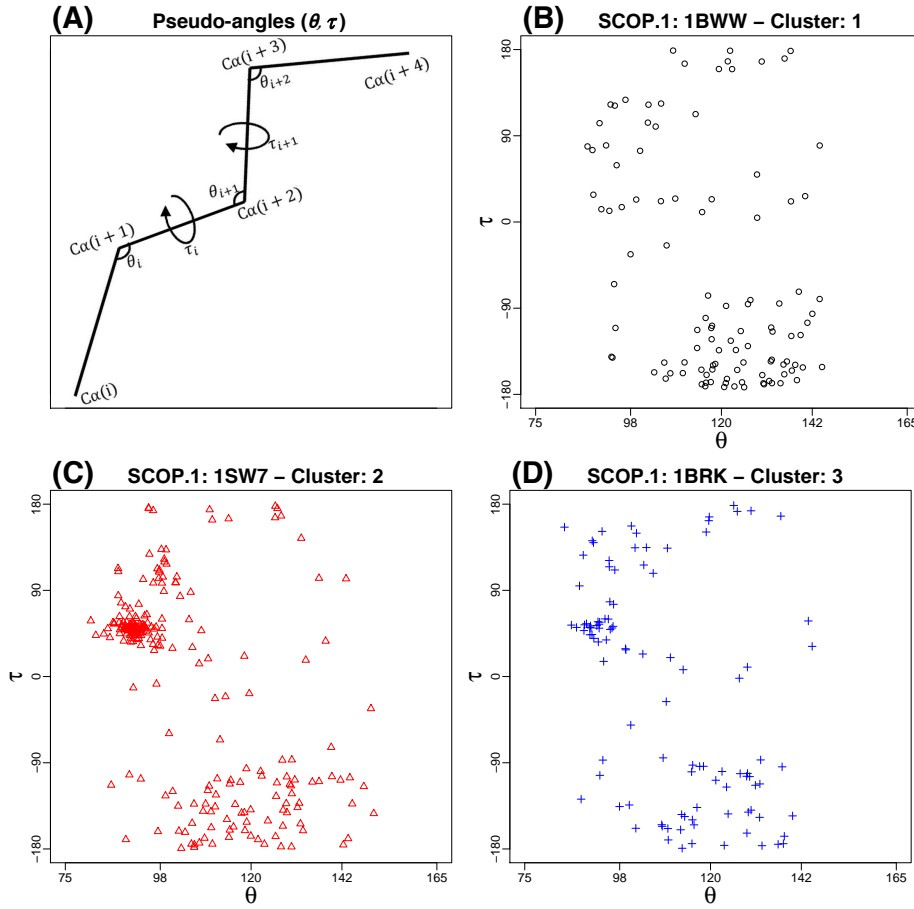 (A) Pseudo-angles (θ, τ)
Cα(i + 3)
θi+2
Cα(i + 4)
τi+1
θi+1
Cα(i + 2)
Cα(i + 1)
θi
τi
Cα(i)
(B) SCOP.1: 1BWW – Cluster: 1
180
90
0
-90
-180
τ
75 98 120 142 165
θ
(C) SCOP.1: 1SW7 – Cluster: 2
180
90
0
-90
-180
τ
75 98 120 142 165
θ
(D) SCOP.1: 1BRK – Cluster: 3
180
90
0
-90
-180
τ
75 98 120 142 165
θ